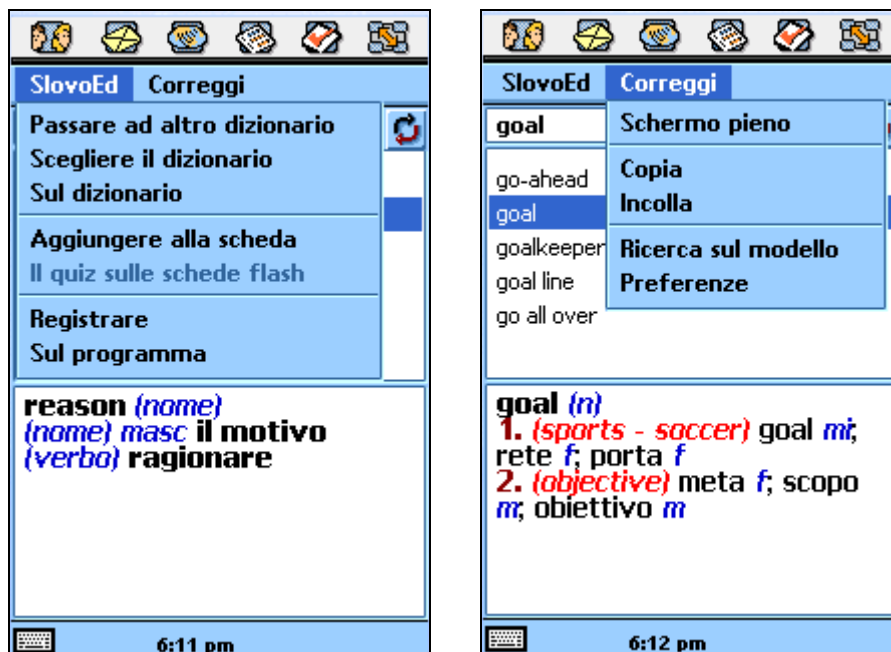 SlovoEd Correggi
Passare ad altro dizionario
Scegliere il dizionario
Sul dizionario
Aggiungere alla scheda
Il quiz sulle schede flash
Registrare
Sul programma
reason (nome)
(nome) masc il motivo
(verbo) ragionare
6:11 pm
SlovoEd Correggi
goal
Schermo pieno
Copia
Incolla
Ricerca sul modello
Preferenze
go-ahead
goal
goalkeeper
goal line
go all over
goal (n)
1. (sports - soccer) goal mi;
rete f; porta f
2. (objective) meta f; scopo
m; obiettivo m
6:12 pm